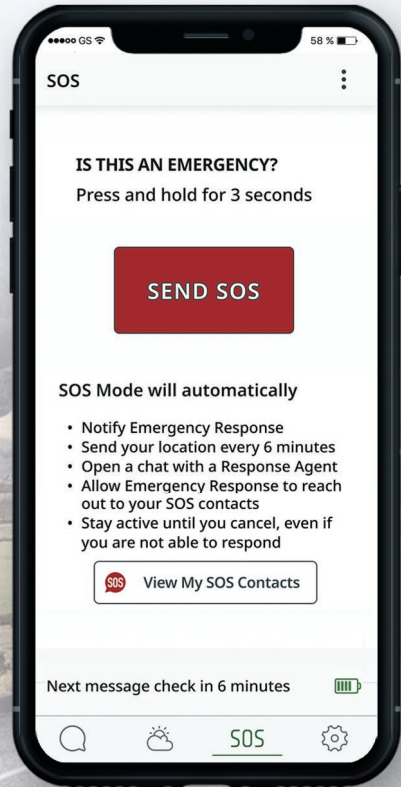 GS 58 %
SOS
IS THIS AN EMERGENCY?
Press and hold for 3 seconds
SEND SOS
SOS Mode will automatically
• Notify Emergency Response
• Send your location every 6 minutes
• Open a chat with a Response Agent
• Allow Emergency Response to reach
out to your SOS contacts
• Stay active until you cancel, even if
you are not able to respond
SOS View My SOS Contacts
Next message check in 6 minutes
SOS